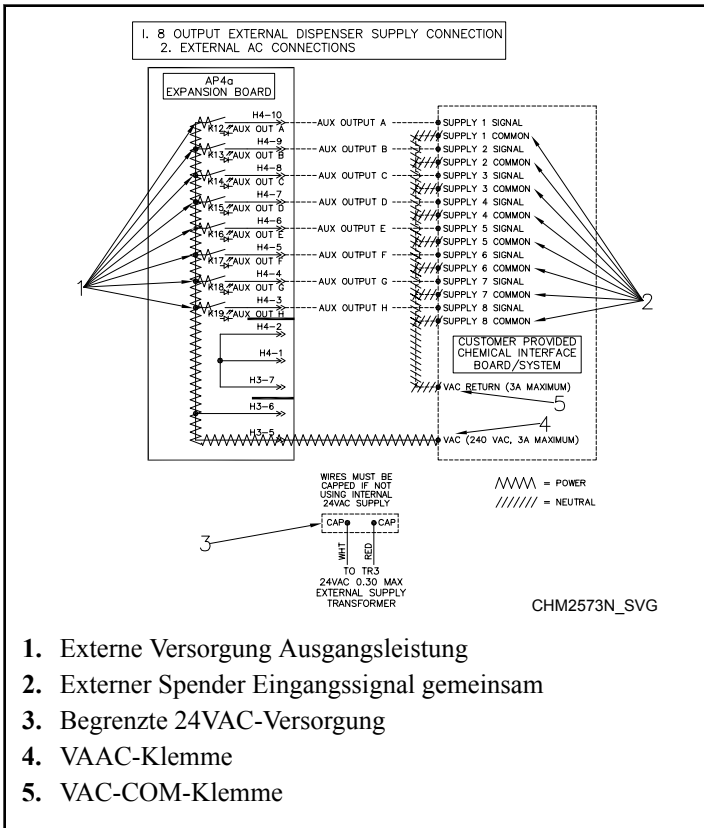 1. 8 OUTPUT EXTERNAL DISPENSER SUPPLY CONNECTION
2. EXTERNAL AC CONNECTIONS
AP4a
EXPANSION BOARD
H4-10
K12 AUX OUT A
AUX OUTPUT A
SUPPLY 1 SIGNAL
SUPPLY 1 COMMON
H4-9
K13 AUX OUT B
AUX OUTPUT B
SUPPLY 2 SIGNAL
SUPPLY 2 COMMON
H4-8
K14 AUX OUT C
AUX OUTPUT C
SUPPLY 3 SIGNAL
SUPPLY 3 COMMON
H4-7
K15 AUX OUT D
AUX OUTPUT D
SUPPLY 4 SIGNAL
SUPPLY 4 COMMON
H4-6
K16 AUX OUT E
AUX OUTPUT E
SUPPLY 5 SIGNAL
SUPPLY 5 COMMON
H4-5
K17 AUX OUT F
AUX OUTPUT F
SUPPLY 6 SIGNAL
SUPPLY 6 COMMON
H4-4
K18 AUX OUT G
AUX OUTPUT G
SUPPLY 7 SIGNAL
SUPPLY 7 COMMON
H4-3
K19 AUX OUT H
AUX OUTPUT H
SUPPLY 8 SIGNAL
SUPPLY 8 COMMON
1
2
H4-2
H4-1
H3-7
H3-6
H3-5
CUSTOMER PROVIDED
CHEMICAL INTERFACE
BOARD/SYSTEM
VAC RETURN (3A MAXIMUM)
5
4
VAC (240 VAC, 3A MAXIMUM)
WIRES MUST BE
CAPPED IF NOT
USING INTERNAL
24VAC SUPPLY
= POWER
= NEUTRAL
3
CAP CAP
WHT RED
TO TR3
24VAC 0.30 MAX
EXTERNAL SUPPLY
TRANSFORMER
CHM2573N_SVG
1. Externe Versorgung Ausgangsleistung
2. Externer Spender Eingangssignal gemeinsam
3. Begrenzte 24VAC-Versorgung
4. VAAC-Klemme
5. VAC-COM-Klemme